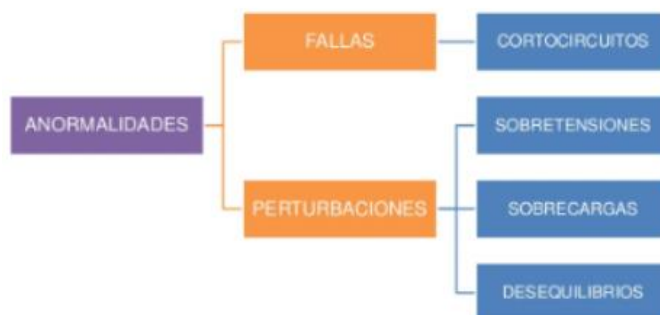 ANORMALIDADES
FALLAS
CORTOCIRCUITOS
PERTURBACIONES
SOBRETENSIONES
SOBRECARGAS
DESEQUILIBRIOS